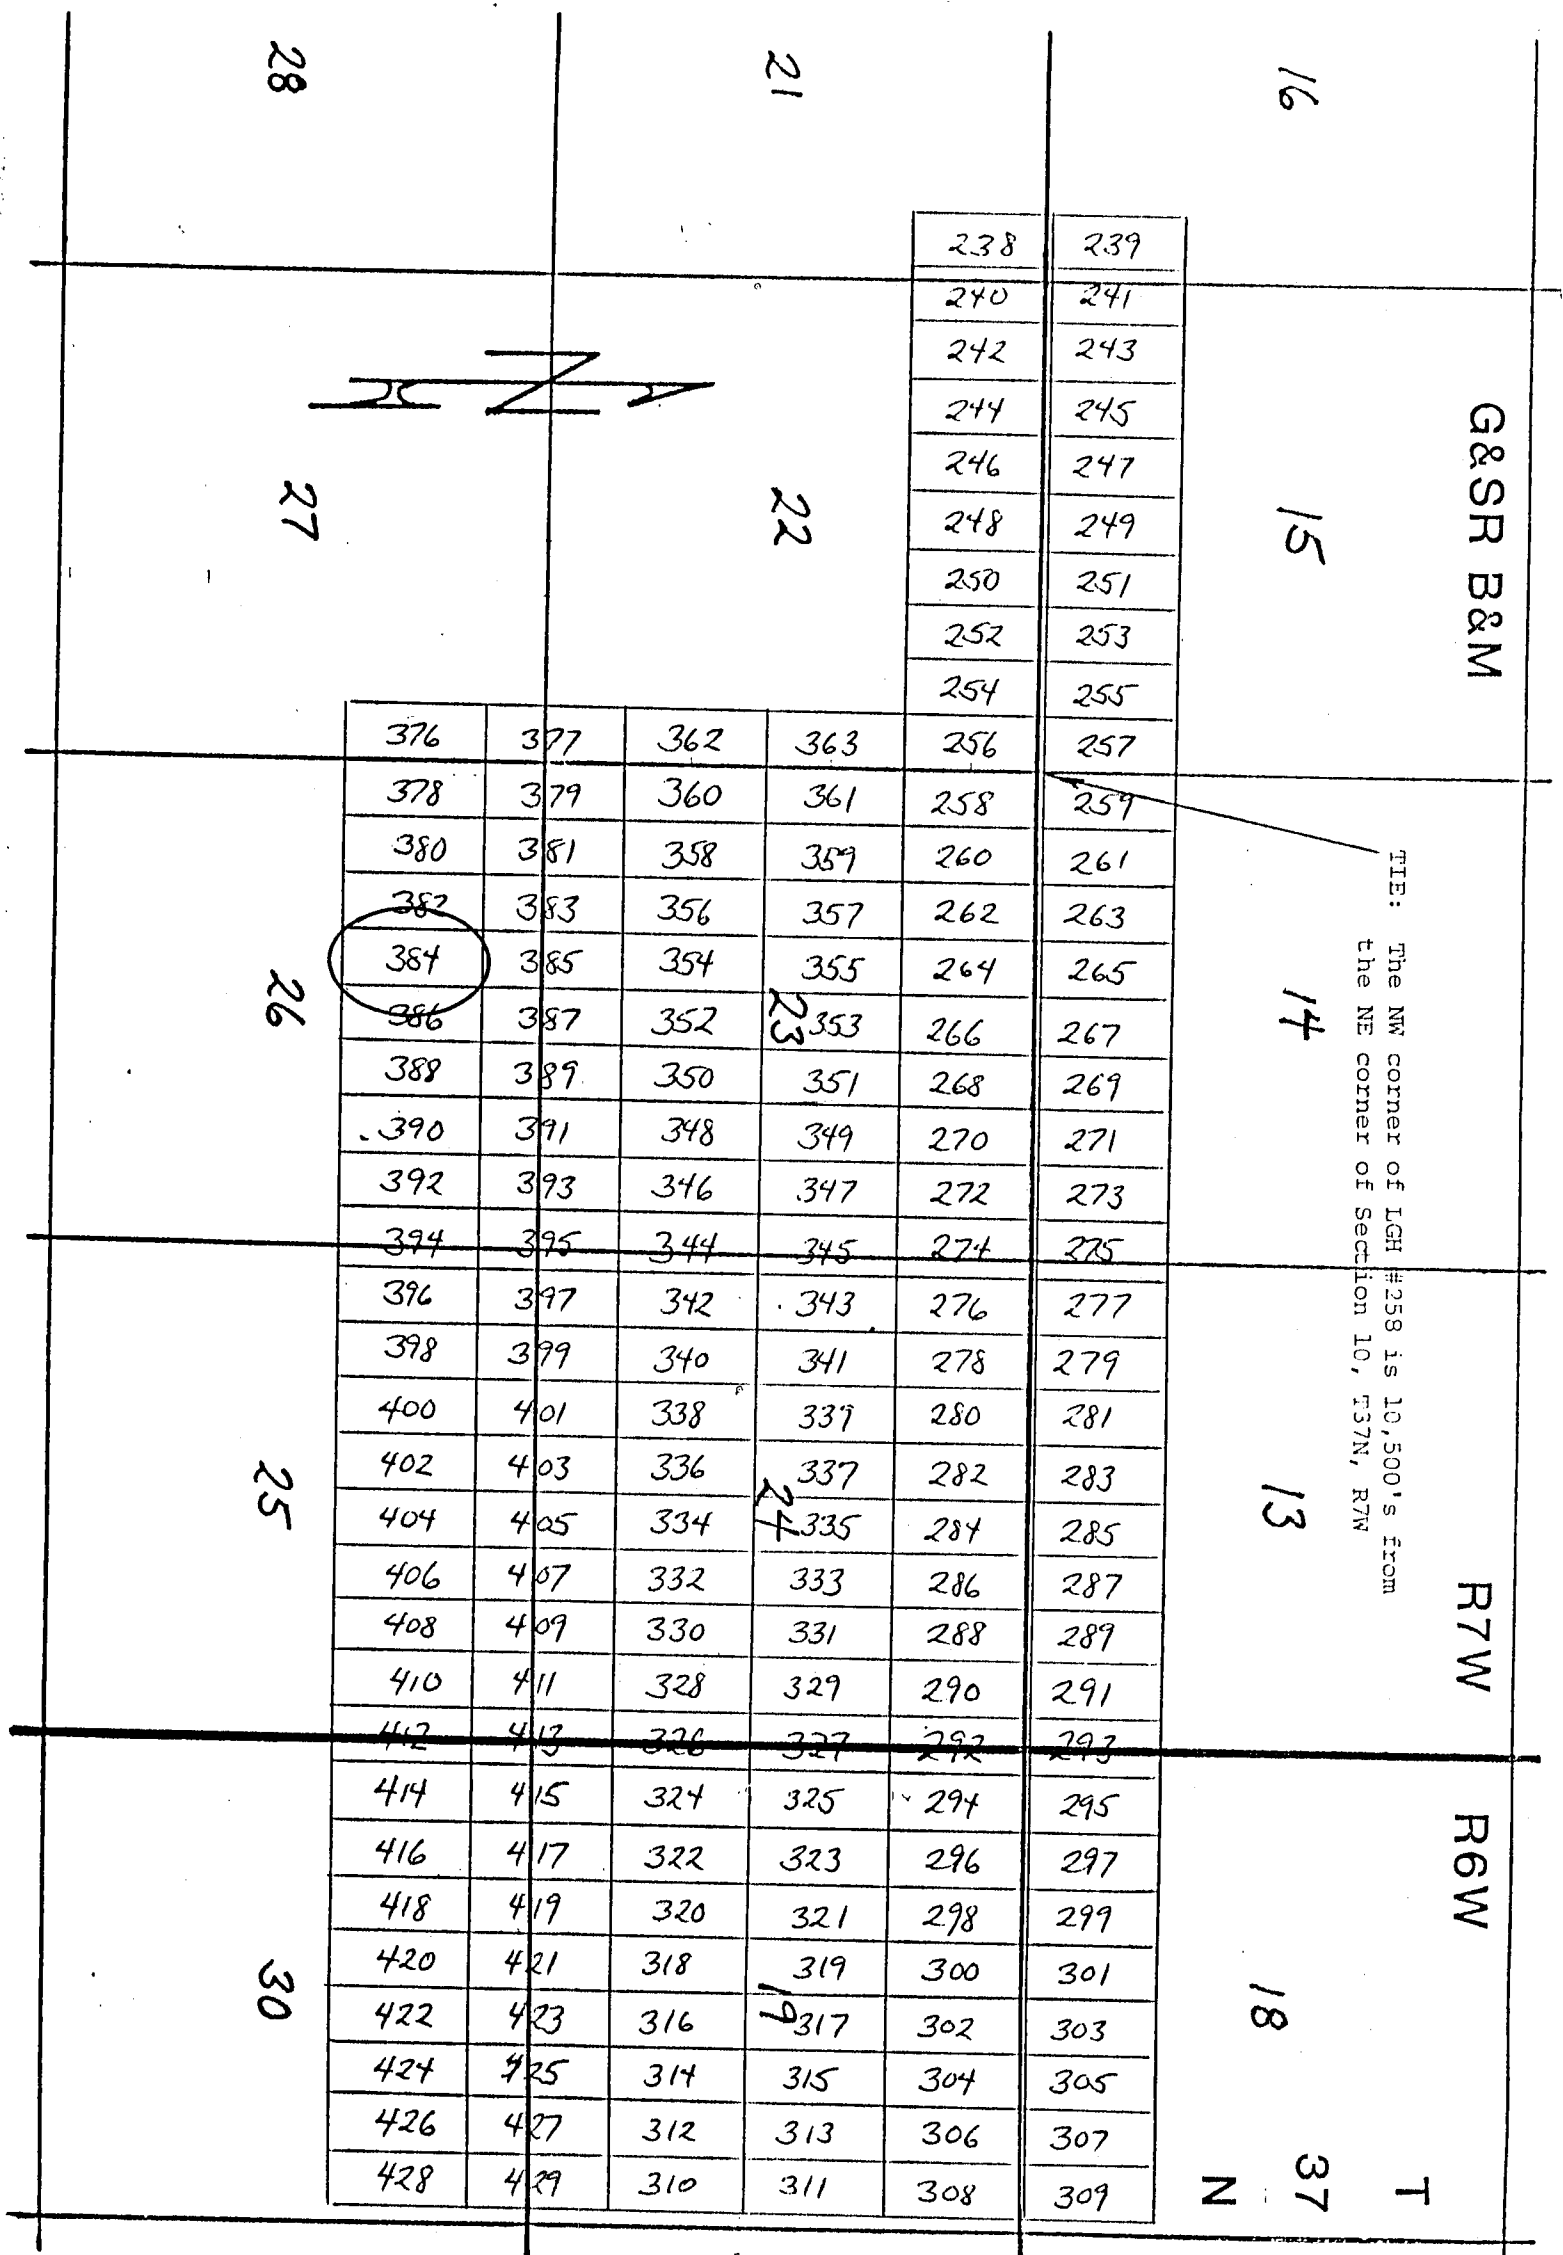 G&SR B&M
R7W
R6W
T
37
N
16
15
14
13
18
21
22
23
24
19
28
27
26
25
30
N
TIE: The NW corner of LGH #258 is 10,500's from
the NE corner of Section 10, T37N, R7W
238 239
240 241
242 243
244 245
246 247
248 249
250 251
252 253
254 255
376 377 362 363 256 257
378 379 360 361 258 259
380 381 358 359 260 261
382 383 356 357 262 263
384 385 354 355 264 265
386 387 352 353 266 267
388 389 350 351 268 269
390 391 348 349 270 271
392 393 346 347 272 273
394 395 344 345 274 275
396 397 342 343 276 277
398 399 340 341 278 279
400 401 338 339 280 281
402 403 336 337 282 283
404 405 334 335 284 285
406 407 332 333 286 287
408 409 330 331 288 289
410 411 328 329 290 291
412 413 326 327 292 293
414 415 324 325 294 295
416 417 322 323 296 297
418 419 320 321 298 299
420 421 318 319 300 301
422 423 316 317 302 303
424 425 314 315 304 305
426 427 312 313 306 307
428 429 310 311 308 309